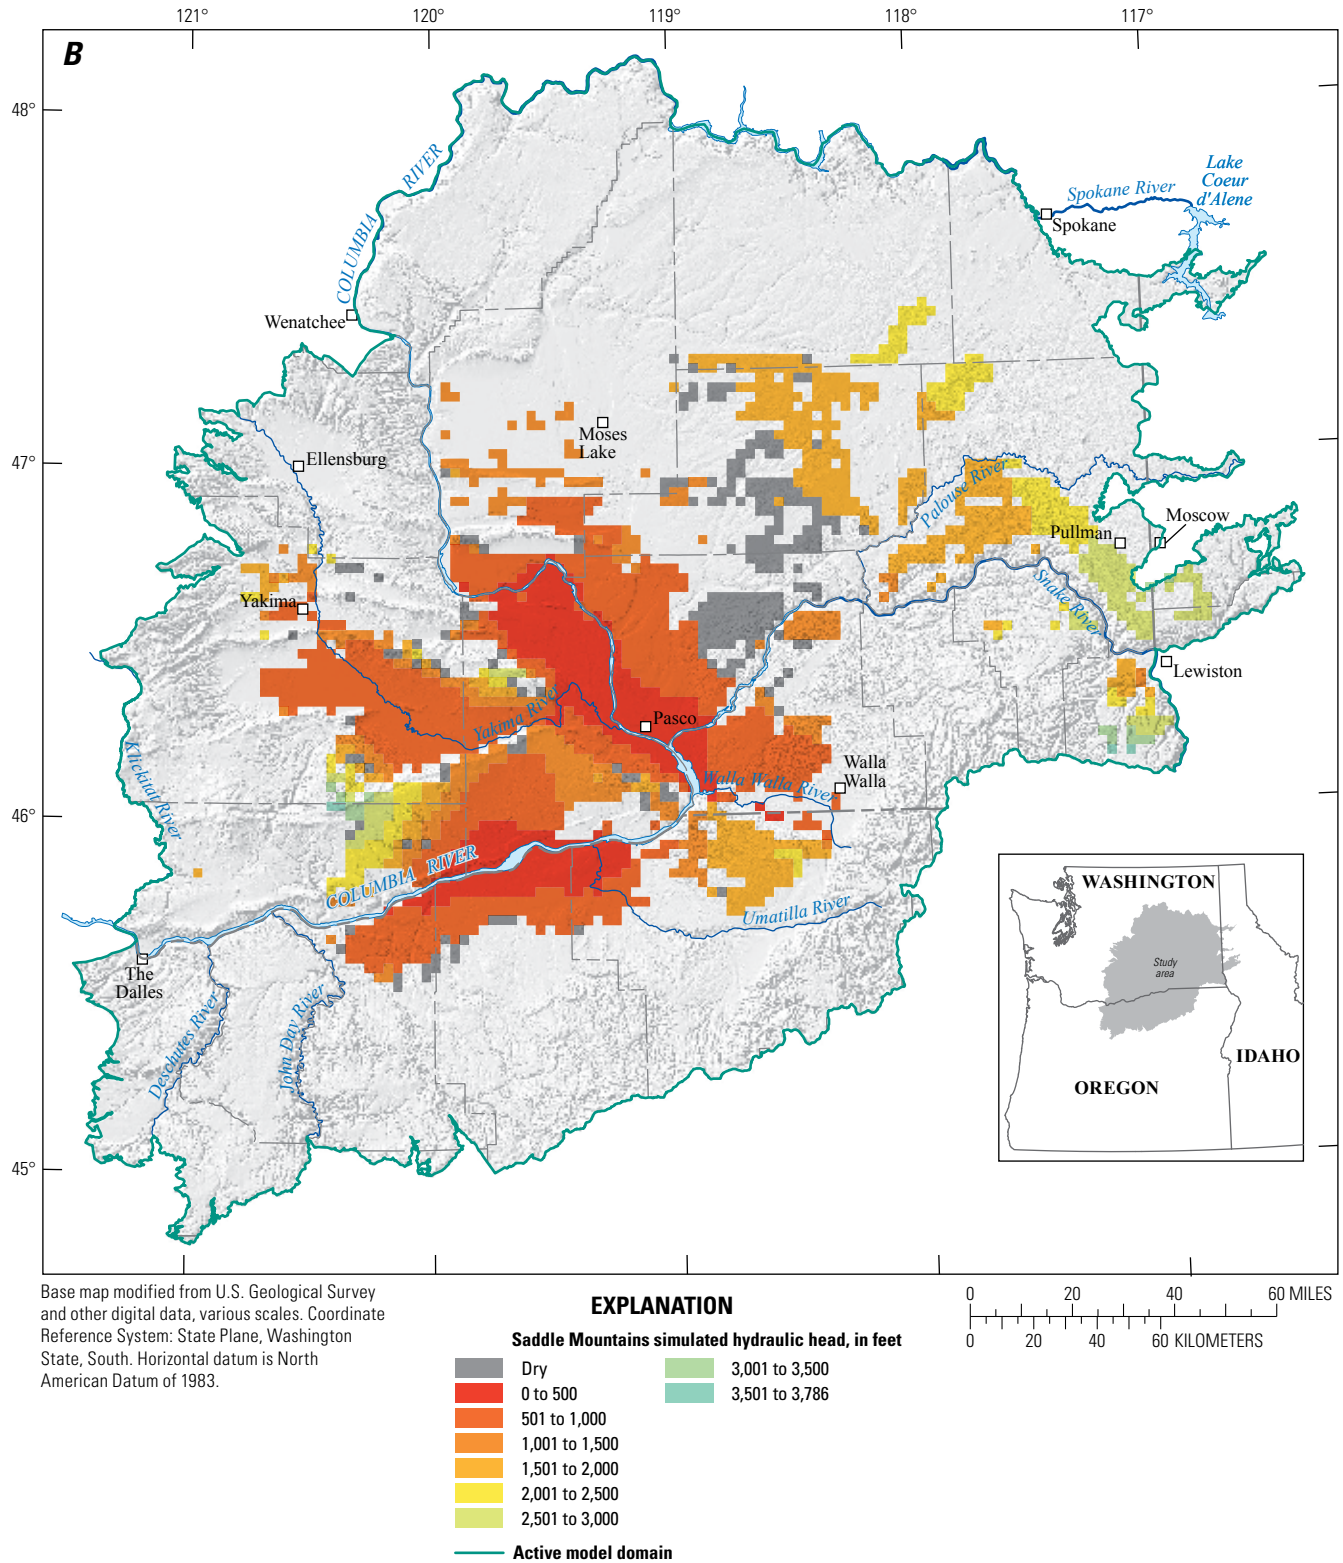 121° 120° 119° 118° 117°
B
48°
47°
46°
45°
COLUMBIA RIVER
Lake
Coeur
d'Alene
Spokane River
Spokane
Wenatchee
Moses
Lake
Ellensburg
Palouse River
Pullman
Moscow
Snake River
Yakima
Lewiston
Yakima River
Pasco
Klickitat River
Walla
Walla
Walla Walla River
COLUMBIA RIVER
Umatilla River
The
Dalles
Deschutes River
John Day River
WASHINGTON
Study
area
IDAHO
OREGON
Base map modified from U.S. Geological Survey
and other digital data, various scales. Coordinate
Reference System: State Plane, Washington
State, South. Horizontal datum is North
American Datum of 1983.
0 20 40 60 MILES
0 20 40 60 KILOMETERS
EXPLANATION
Saddle Mountains simulated hydraulic head, in feet
Dry
0 to 500
501 to 1,000
1,001 to 1,500
1,501 to 2,000
2,001 to 2,500
2,501 to 3,000
3,001 to 3,500
3,501 to 3,786
Active model domain